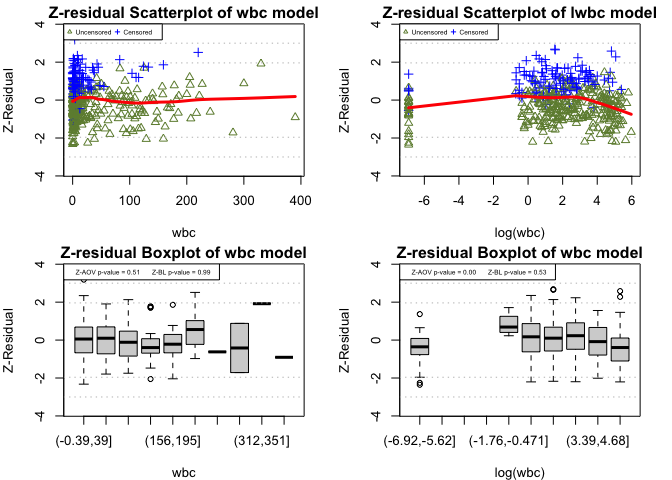 Z-residual Scatterplot of wbc model
Uncensored
Censored
Z-Residual
4
2
0
-2
-4
0
100
200
300
400
wbc
Z-residual Scatterplot of lwbc model
Uncensored
Censored
Z-Residual
4
2
0
-2
-4
-6
-4
-2
0
2
4
6
log(wbc)
Z-residual Boxplot of wbc model
Z-AOV p-value = 0.51
Z-BL p-value = 0.99
Z-Residual
4
2
0
-2
-4
(-0.39,39]
(156,195]
(312,351]
wbc
Z-residual Boxplot of wbc model
Z-AOV p-value = 0.00
Z-BL p-value = 0.53
Z-Residual
4
2
0
-2
-4
(-6.92,-5.62]
(-1.76,-0.471]
(3.39,4.68]
log(wbc)